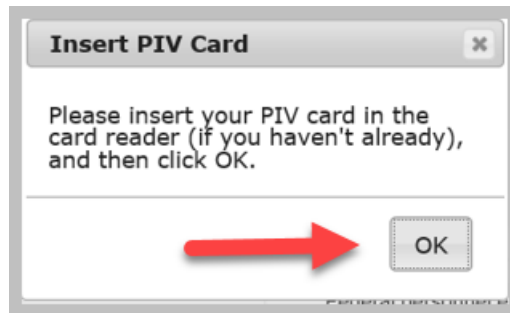 Insert PIV Card
Please insert your PIV card in the
card reader (if you haven't already),
and then click OK.
OK